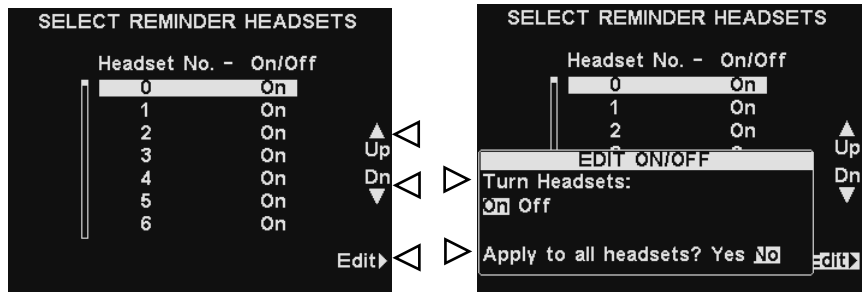 SELECT REMINDER HEADSETS
Headset No. - On/Off
0 On
1 On
2 On
3 On
4 On
5 On
6 On
Up
Dn
Edit
SELECT REMINDER HEADSETS
Headset No. - On/Off
0 On
1 On
2 On
Up
Dn
EDIT ON/OFF
Turn Headsets:
On Off
Apply to all headsets? Yes No
Edit